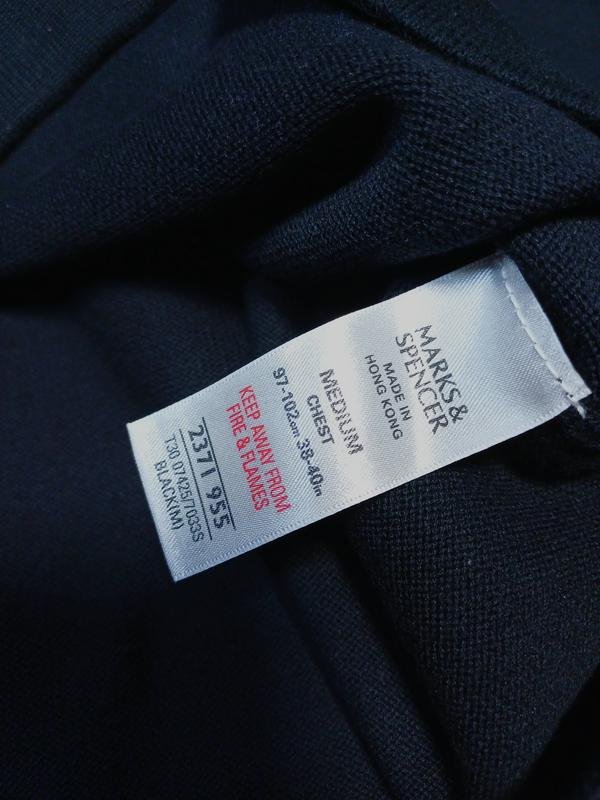 MARKS&
SPENCER
MADE IN
HONG KONG
MEDIUM
CHEST
97-102cm 38-40in
KEEP AWAY FROM
FIRE & FLAMES
2371 955
T30 07425/7033S
BLACK(M)